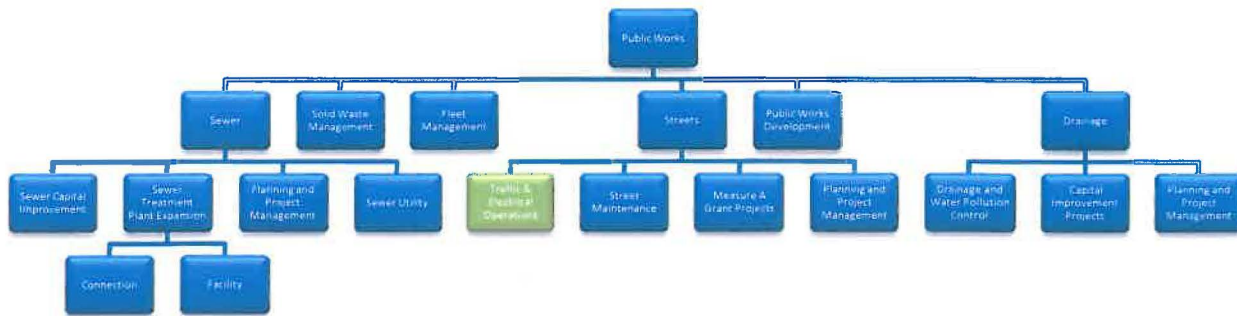 Public Works
Sewer
Solid Waste
Management
Fleet
Management
Streets
Public Works
Development
Drainage
Sewer Capital
Improvement
Sewer
Treatment
Plant Expansion
Planning and
Project
Management
Sewer Utility
Traffic &
Electrical
Operations
Street
Maintenance
Measure A
Grant Projects
Planning and
Project
Management
Drainage and
Water Pollution
Control
Capital
Improvement
Projects
Planning and
Project
Management
Connection
Facility